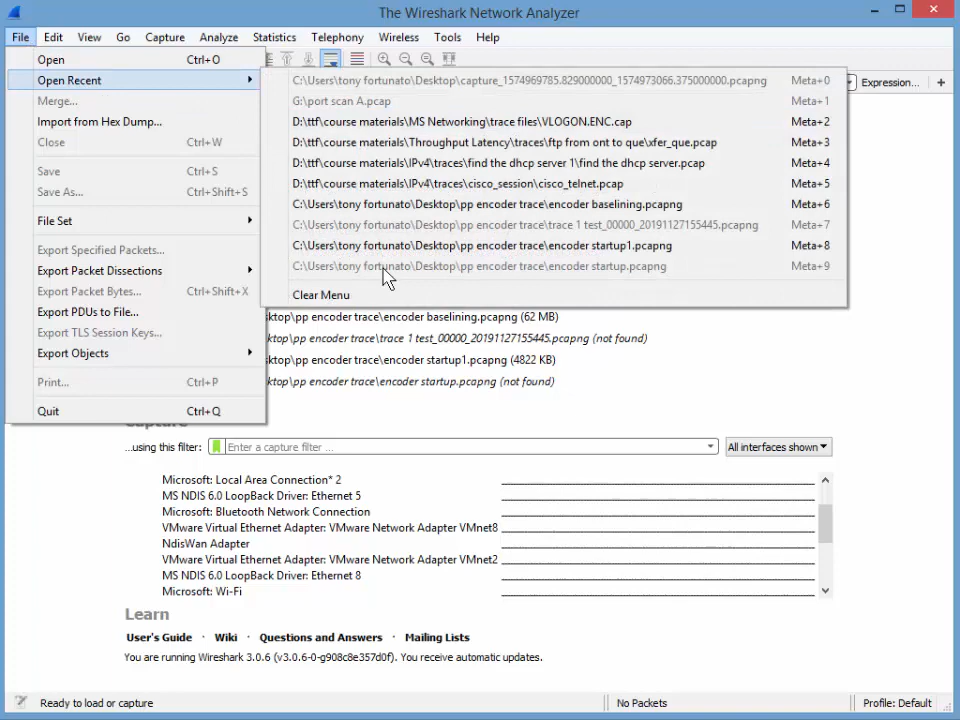 The Wireshark Network Analyzer
File Edit View Go Capture Analyze Statistics Telephony Wireless Tools Help
Open Ctrl+O
Open Recent
Merge...
Import from Hex Dump...
Close Ctrl+W
Save Ctrl+S
Save As... Ctrl+Shift+S
File Set
Export Specified Packets...
Export Packet Dissections
Export Packet Bytes... Ctrl+Shift+X
Export PDUs to File...
Export TLS Session Keys...
Export Objects
Print... Ctrl+P
Quit Ctrl+Q
C:\Users\tony fortunato\Desktop\capture_1574969785.829000000_1574973066.375000000.pcapng Meta+0
G:\port scan A.pcap Meta+1
D:\ttf\course materials\MS Networking\trace files\VLOGON.ENC.cap Meta+2
D:\ttf\course materials\Throughput Latency\traces\ftp from ont to que\xfer_que.pcap Meta+3
D:\ttf\course materials\IPv4\traces\find the dhcp server 1\find the dhcp server.pcap Meta+4
D:\ttf\course materials\IPv4\traces\cisco_session\cisco_telnet.pcap Meta+5
C:\Users\tony fortunato\Desktop\pp encoder trace\encoder baselining.pcapng Meta+6
C:\Users\tony fortunato\Desktop\pp encoder trace\trace 1 test_00000_20191127155445.pcapng Meta+7
C:\Users\tony fortunato\Desktop\pp encoder trace\encoder startup1.pcapng Meta+8
C:\Users\tony fortunato\Desktop\pp encoder trace\encoder startup.pcapng Meta+9
Clear Menu
Expression... +
ktop\pp encoder trace\encoder baselining.pcapng (62 MB)
ktop\pp encoder trace\trace 1 test_00000_20191127155445.pcapng (not found)
ktop\pp encoder trace\encoder startup1.pcapng (4822 KB)
ktop\pp encoder trace\encoder startup.pcapng (not found)
Capture
...using this filter: Enter a capture filter ... All interfaces shown
Microsoft: Local Area Connection* 2
MS NDIS 6.0 LoopBack Driver: Ethernet 5
Microsoft: Bluetooth Network Connection
VMware Virtual Ethernet Adapter: VMware Network Adapter VMnet8
NdisWan Adapter
VMware Virtual Ethernet Adapter: VMware Network Adapter VMnet2
MS NDIS 6.0 LoopBack Driver: Ethernet 8
Microsoft: Wi-Fi
Learn
User's Guide · Wiki · Questions and Answers · Mailing Lists
You are running Wireshark 3.0.6 (v3.0.6-0-g908c8e357d0f). You receive automatic updates.
Ready to load or capture No Packets Profile: Default